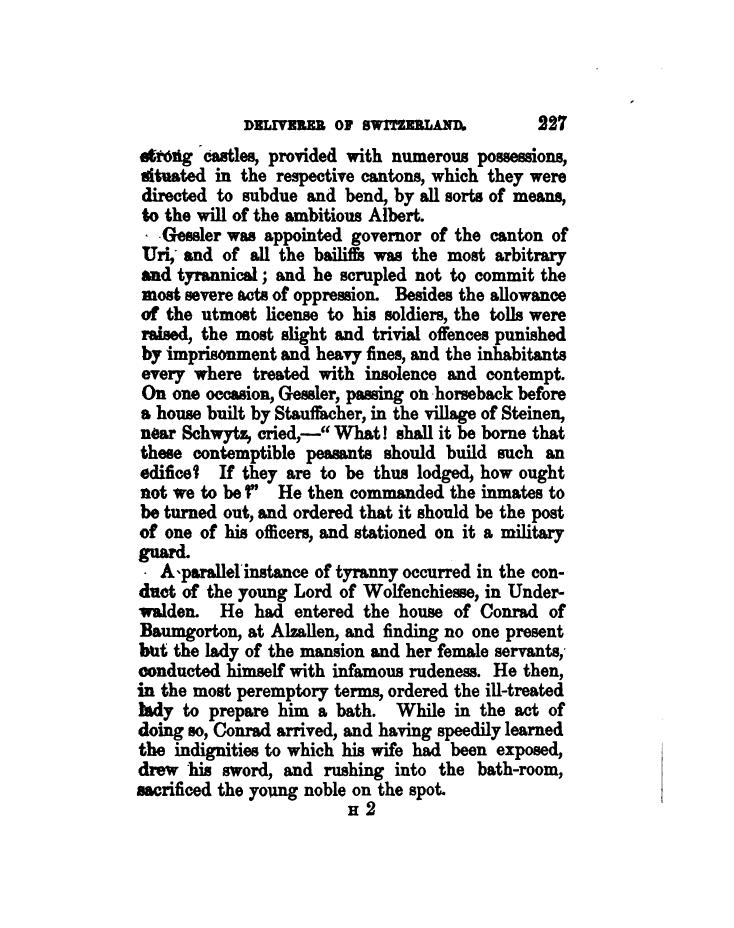 DELIVERER OF SWITZERLAND. 227
strong castles, provided with numerous possessions,
situated in the respective cantons, which they were
directed to subdue and bend, by all sorts of means,
to the will of the ambitious Albert.
Gessler was appointed governor of the canton of
Uri, and of all the bailiffs was the most arbitrary
and tyrannical; and he scrupled not to commit the
most severe acts of oppression. Besides the allowance
of the utmost license to his soldiers, the tolls were
raised, the most slight and trivial offences punished
by imprisonment and heavy fines, and the inhabitants
every where treated with insolence and contempt.
On one occasion, Gessler, passing on horseback before
a house built by Stauffacher, in the village of Steinen,
near Schwytz, cried,—“What! shall it be borne that
these contemptible peasants should build such an
edifice? If they are to be thus lodged, how ought
not we to be?” He then commanded the inmates to
be turned out, and ordered that it should be the post
of one of his officers, and stationed on it a military
guard.
A parallel instance of tyranny occurred in the con-
duct of the young Lord of Wolfenchiesse, in Under-
walden. He had entered the house of Conrad of
Baumgorton, at Alzallen, and finding no one present
but the lady of the mansion and her female servants,
conducted himself with infamous rudeness. He then,
in the most peremptory terms, ordered the ill-treated
lady to prepare him a bath. While in the act of
doing so, Conrad arrived, and having speedily learned
the indignities to which his wife had been exposed,
drew his sword, and rushing into the bath-room,
sacrificed the young noble on the spot.
H 2